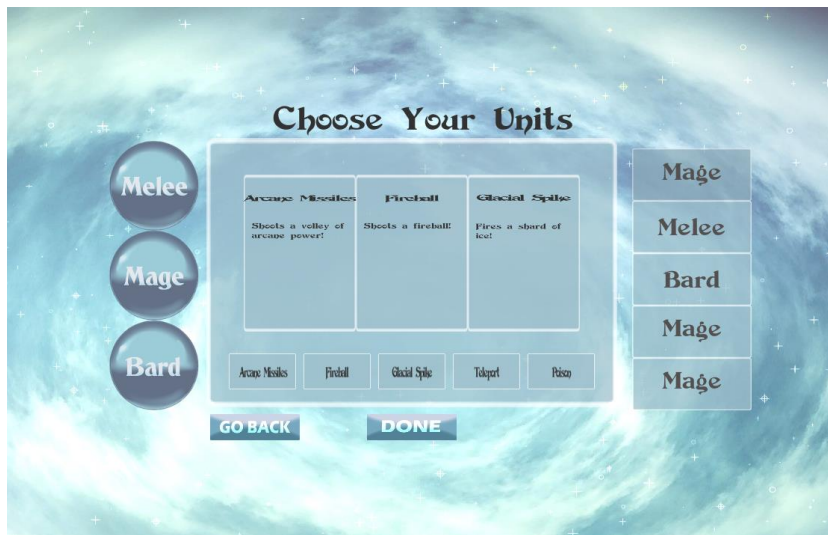 Choose Your Units
Melee
Mage
Bard
Arcane Missiles
Shoots a volley of
arcane power!
Fireball
Shoots a fireball!
Glacial Spike
Fires a shard of
ice!
Arcane Missiles
Fireball
Glacial Spike
Teleport
Poison
Mage
Melee
Bard
Mage
Mage
GO BACK
DONE